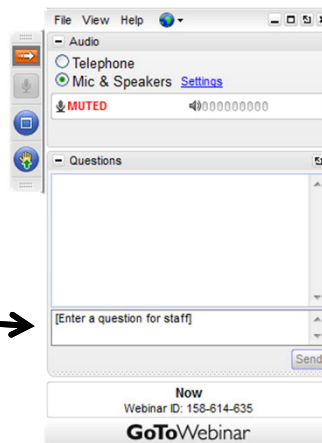 File View Help
Audio
Telephone
Mic & Speakers Settings
MUTED 000000000
Questions
[Enter a question for staff]
Send
Now
Webinar ID: 158-614-635
GoToWebinar